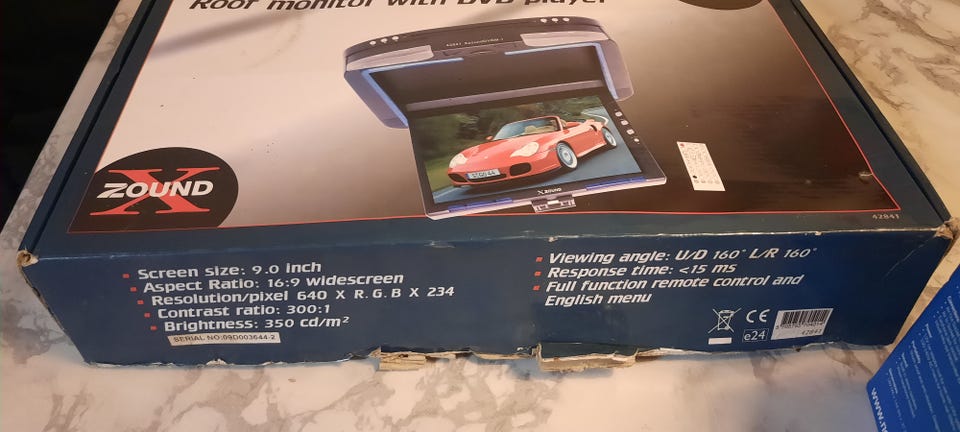 Roof monitor with DVD player
X
ZOUND
X ZOUND
42841
Screen size: 9.0 inch
Aspect Ratio: 16:9 widescreen
Resolution/pixel 640 X R.G.B X 234
Contrast ratio: 300:1
Brightness: 350 cd/m²
SERIAL NO:09D003644-2
Viewing angle: U/D 160° L/R 160°
Response time: <15 ms
Full function remote control and
English menu
CE
e24
42841